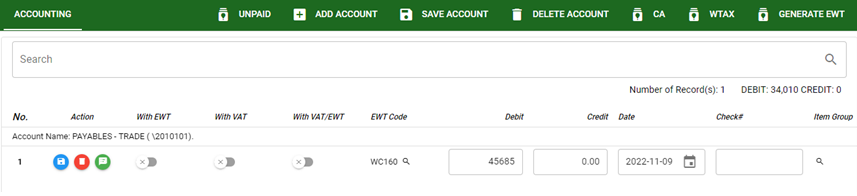 ACCOUNTING UNPAID ADD ACCOUNT SAVE ACCOUNT DELETE ACCOUNT CA WTAX GENERATE EWT
Search
Number of Record(s): 1 DEBIT: 34,010 CREDIT: 0
No. Action With EWT With VAT With VAT/EWT EWT Code Debit Credit Date Check# Item Group
Account Name: PAYABLES - TRADE ( \2010101).
1 WC160 45685 0.00 2022-11-09